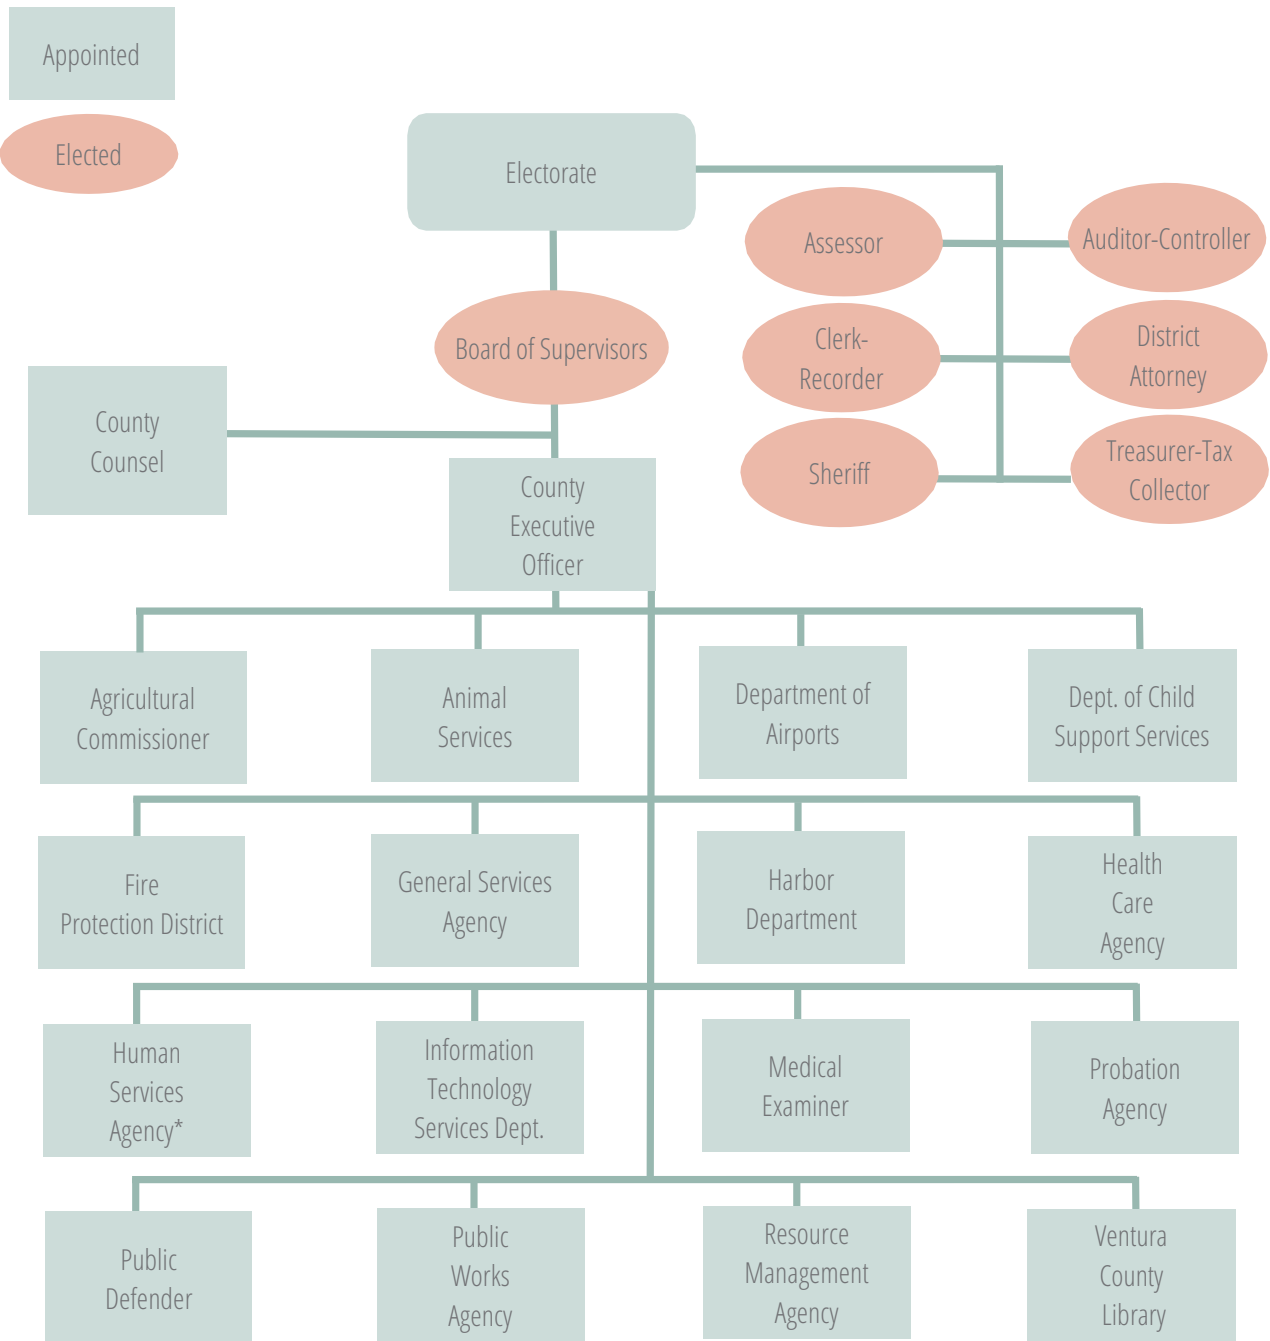 Appointed
Elected
Electorate
Assessor
Auditor-Controller
Board of Supervisors
Clerk-
Recorder
District
Attorney
County
Counsel
Sheriff
Treasurer-Tax
Collector
County
Executive
Officer
Agricultural
Commissioner
Animal
Services
Department of
Airports
Dept. of Child
Support Services
Fire
Protection District
General Services
Agency
Harbor
Department
Health
Care
Agency
Human
Services
Agency*
Information
Technology
Services Dept.
Medical
Examiner
Probation
Agency
Public
Defender
Public
Works
Agency
Resource
Management
Agency
Ventura
County
Library